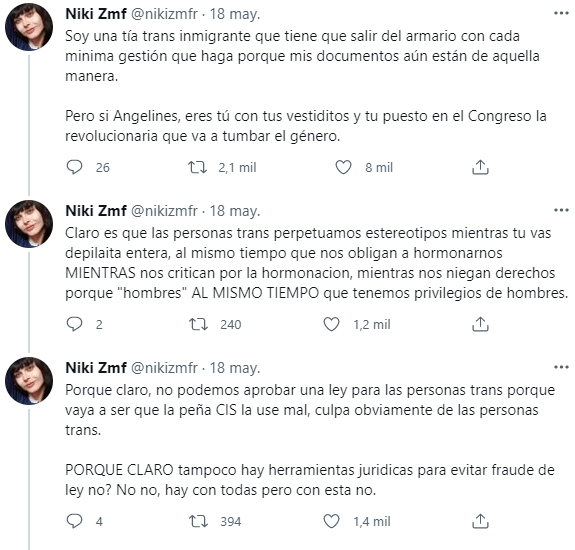 Niki Zmf @nikizmfr · 18 may.
Soy una tía trans inmigrante que tiene que salir del armario con cada
minima gestión que haga porque mis documentos aún están de aquella
manera.
Pero si Angelines, eres tú con tus vestiditos y tu puesto en el Congreso la
revolucionaria que va a tumbar el género.
26 2,1 mil 8 mil
Niki Zmf @nikizmfr · 18 may.
Claro es que las personas trans perpetuamos estereotipos mientras tu vas
depilaita entera, al mismo tiempo que nos obligan a hormonarnos
MIENTRAS nos critican por la hormonacion, mientras nos niegan derechos
porque "hombres" AL MISMO TIEMPO que tenemos privilegios de hombres.
2 240 1,2 mil
Niki Zmf @nikizmfr · 18 may.
Porque claro, no podemos aprobar una ley para las personas trans porque
vaya a ser que la peña CIS la use mal, culpa obviamente de las personas
trans.
PORQUE CLARO tampoco hay herramientas juridicas para evitar fraude de
ley no? No no, hay con todas pero con esta no.
4 394 1,4 mil